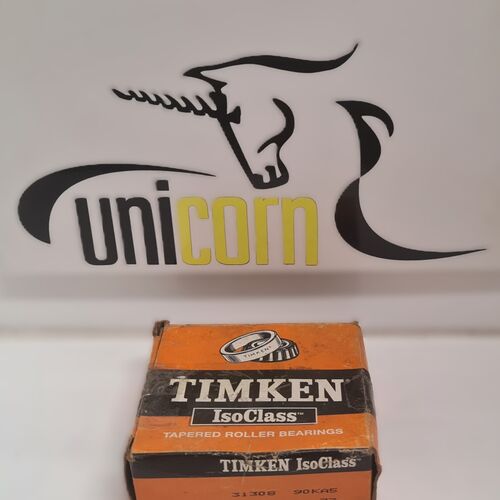 unicorn
TIMKEN
TIMKEN
IsoClass™
TAPERED ROLLER BEARINGS
TIMKEN IsoClass™
31308 90KA5